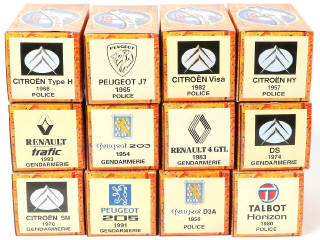 CITROËN Type H
1968
POLICE
PEUGEOT
PEUGEOT J7
1965
POLICE
CITROËN Visa
1982
POLICE
CITROËN HY
1957
POLICE
RENAULT
trafic
1993
GENDARMERIE
Peugeot 203
1954
GENDARMERIE
RENAULT 4 GTL
1983
GENDARMERIE
DS
1974
GENDARMERIE
CITROËN SM
1970
GENDARMERIE
PEUGEOT
205
1991
GENDARMERIE
Peugeot D3A
1956
POLICE
TALBOT
Horizon
1980
POLICE